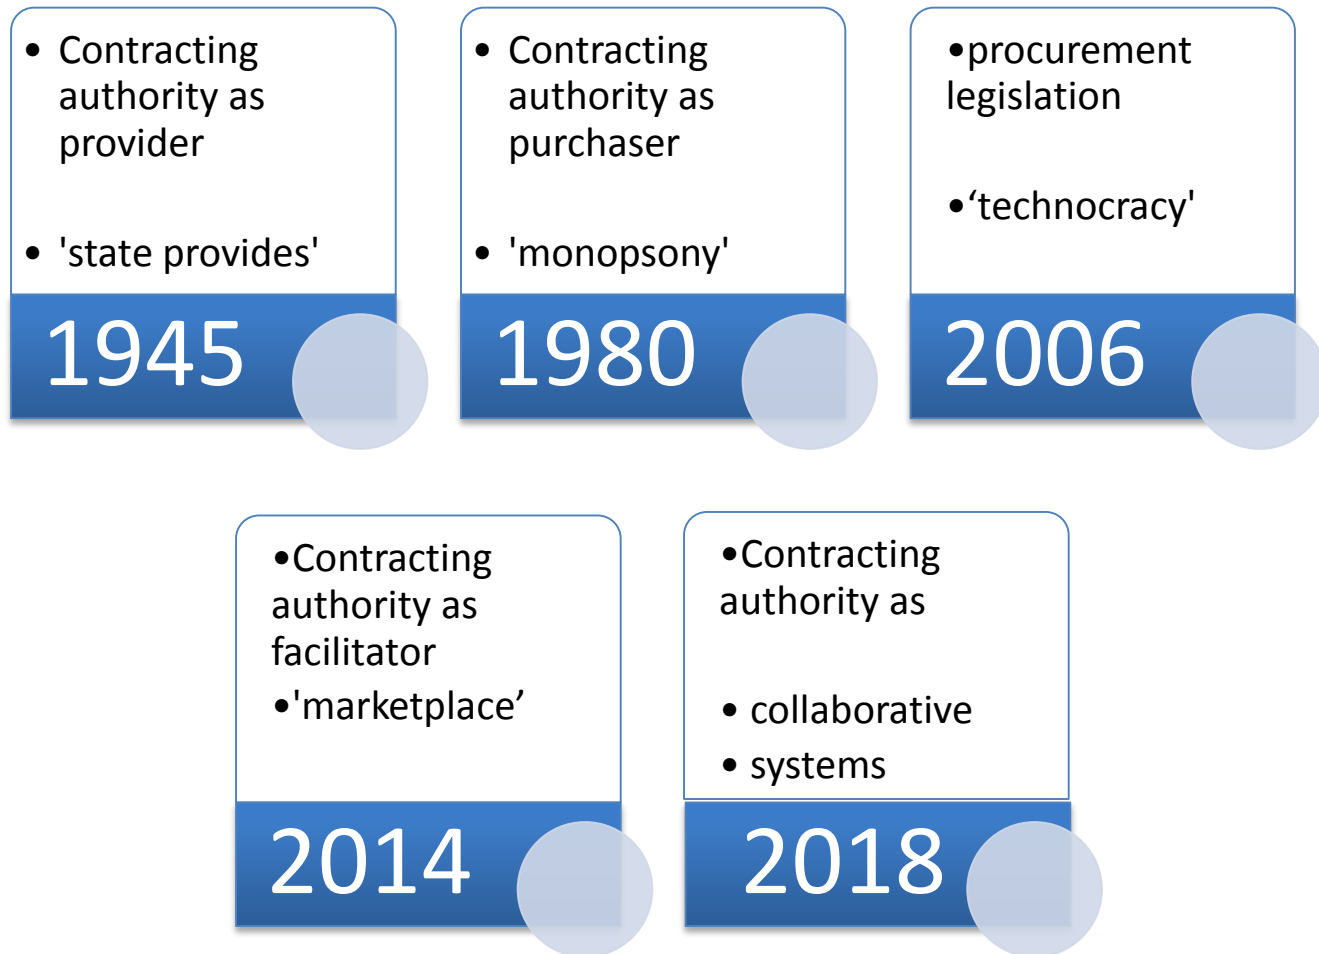 • Contracting
authority as
provider
• 'state provides'
1945
• Contracting
authority as
purchaser
• 'monopsony'
1980
•procurement
legislation
•‘technocracy'
2006
•Contracting
authority as
facilitator
•'marketplace’
2014
•Contracting
authority as
• collaborative
• systems
2018